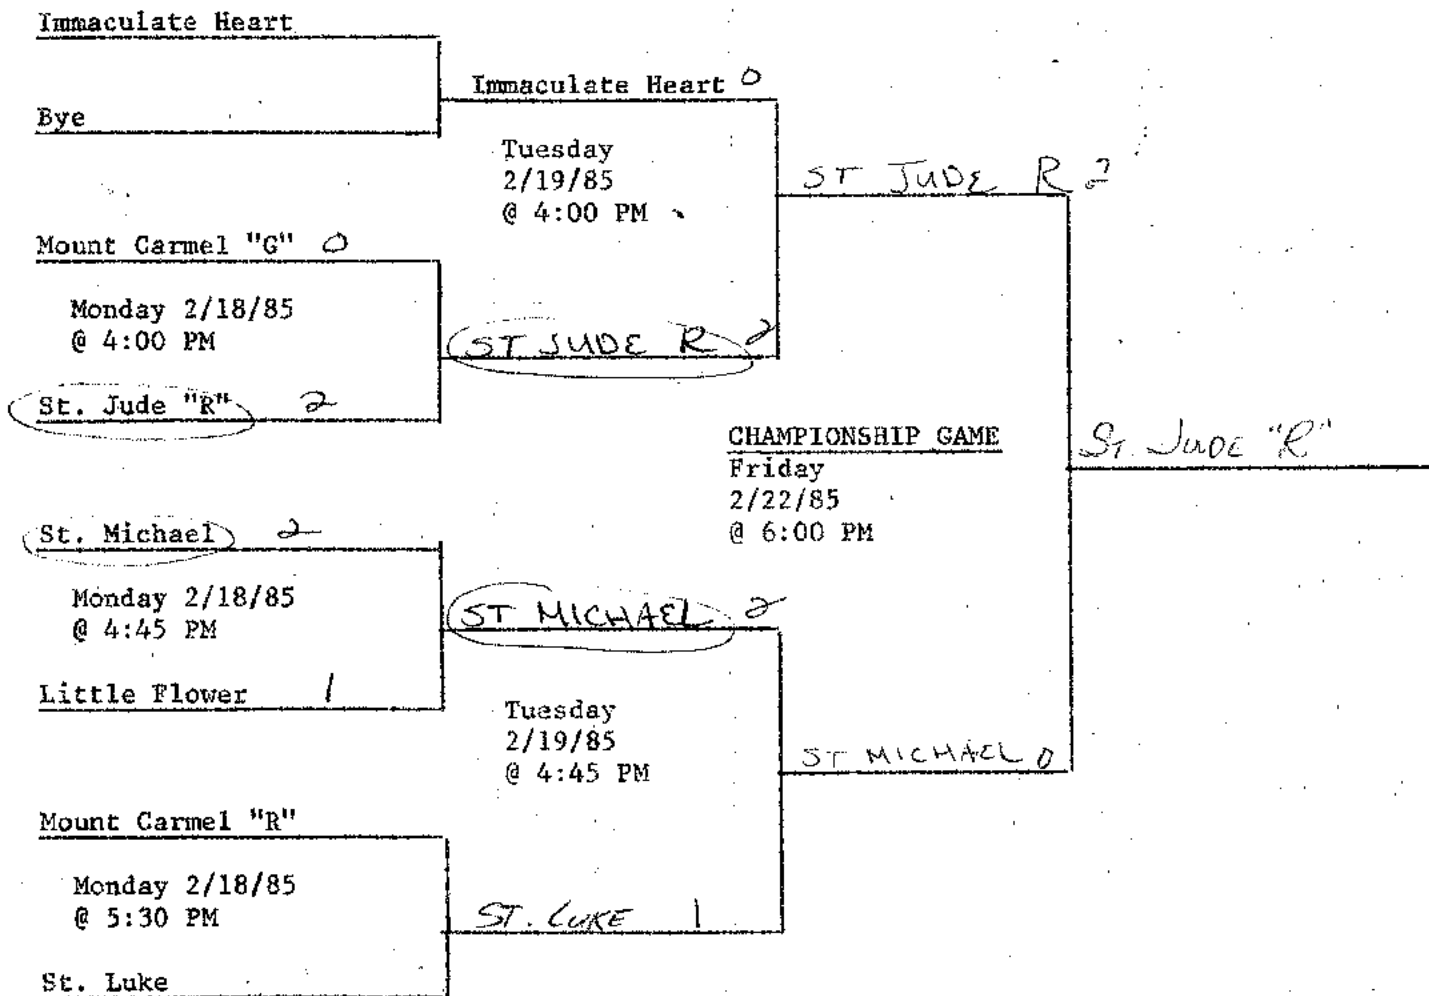 Immaculate Heart
Immaculate Heart 0
Bye
Tuesday
2/19/85
@ 4:00 PM
ST JUDE R 2
Mount Carmel "G" 0
Monday 2/18/85
@ 4:00 PM
ST JUDE R 2
St. Jude "R" 2
CHAMPIONSHIP GAME
Friday
2/22/85
@ 6:00 PM
St. JUDE "R"
St. Michael 2
Monday 2/18/85
@ 4:45 PM
ST MICHAEL 2
Little Flower 1
Tuesday
2/19/85
@ 4:45 PM
ST MICHAEL 0
Mount Carmel "R"
Monday 2/18/85
@ 5:30 PM
ST. LUKE 1
St. Luke